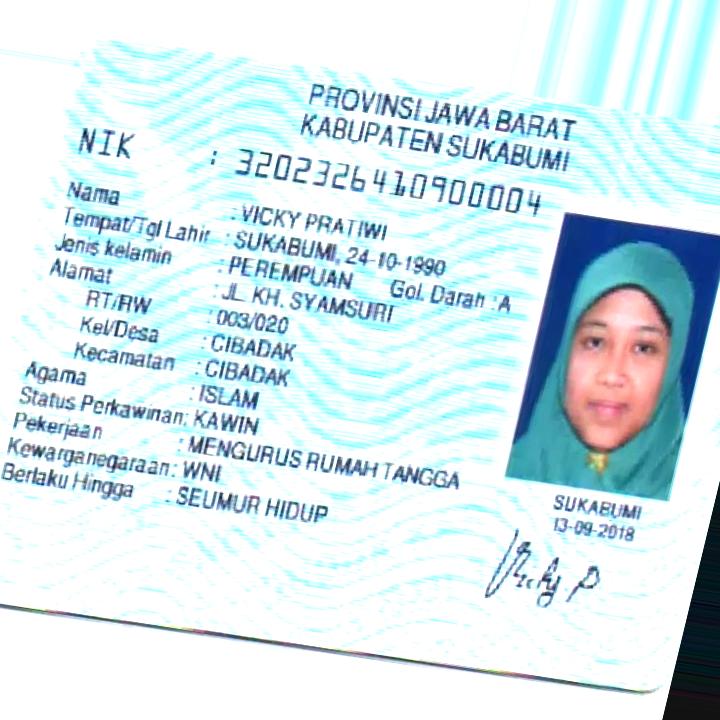 PROVINSI JAWA BARAT
KABUPATEN SUKABUMI
NIK : 3202326410900004
Nama : VICKY PRATIWI
Tempat/Tgl Lahir : SUKABUMI, 24-10-1990
Jenis kelamin : PEREMPUAN Gol. Darah : A
Alamat : JL. KH. SYAMSURI
RT/RW : 003/020
Kel/Desa : CIBADAK
Kecamatan : CIBADAK
Agama : ISLAM
Status Perkawinan: KAWIN
Pekerjaan : MENGURUS RUMAH TANGGA
Kewarganegaraan: WNI
Berlaku Hingga : SEUMUR HIDUP
SUKABUMI
13-09-2018
Vicky P